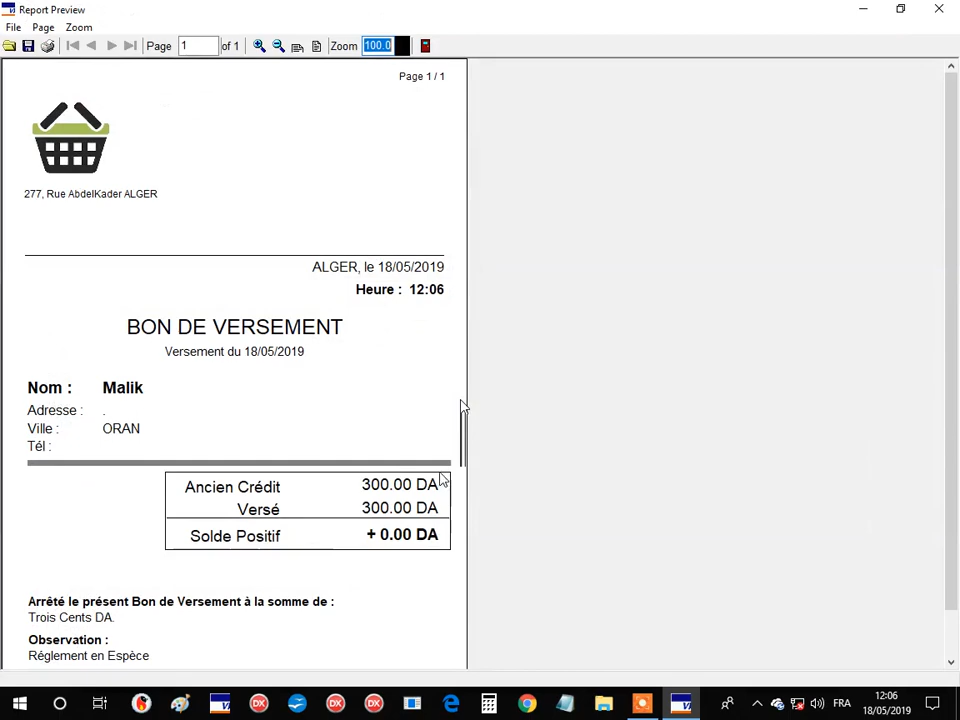 Report Preview
File Page Zoom
Page 1 of 1 Zoom 100.0
Page 1 / 1
277, Rue AbdelKader ALGER
ALGER, le 18/05/2019
Heure : 12:06
BON DE VERSEMENT
Versement du 18/05/2019
Nom : Malik
Adresse : .
Ville : ORAN
Tél :
Ancien Crédit 300.00 DA
Versé 300.00 DA
Solde Positif + 0.00 DA
Arrêté le présent Bon de Versement à la somme de :
Trois Cents DA.
Observation :
Réglement en Espèce
FRA
12:06
18/05/2019